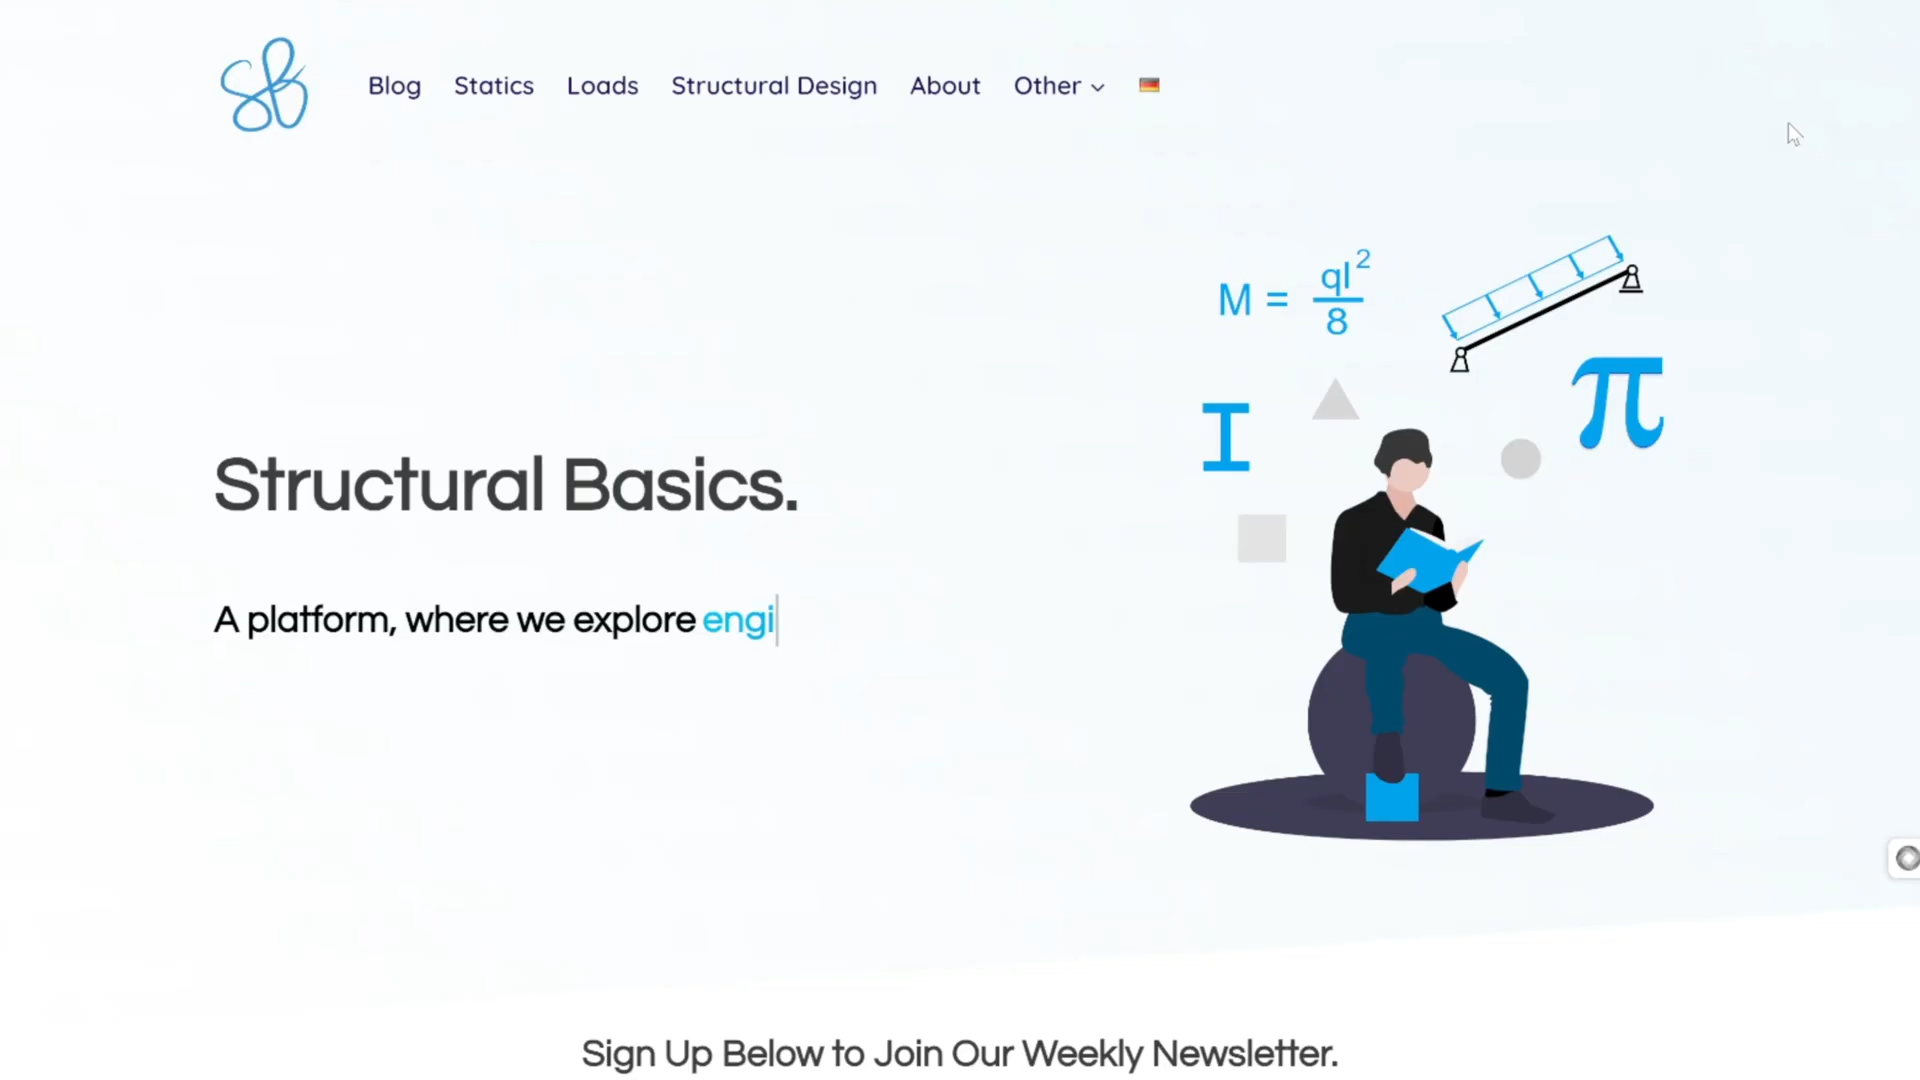 SB
Blog Statics Loads Structural Design About Other
M = ql²/8
π
I
Structural Basics.
A platform, where we explore engi
Sign Up Below to Join Our Weekly Newsletter.